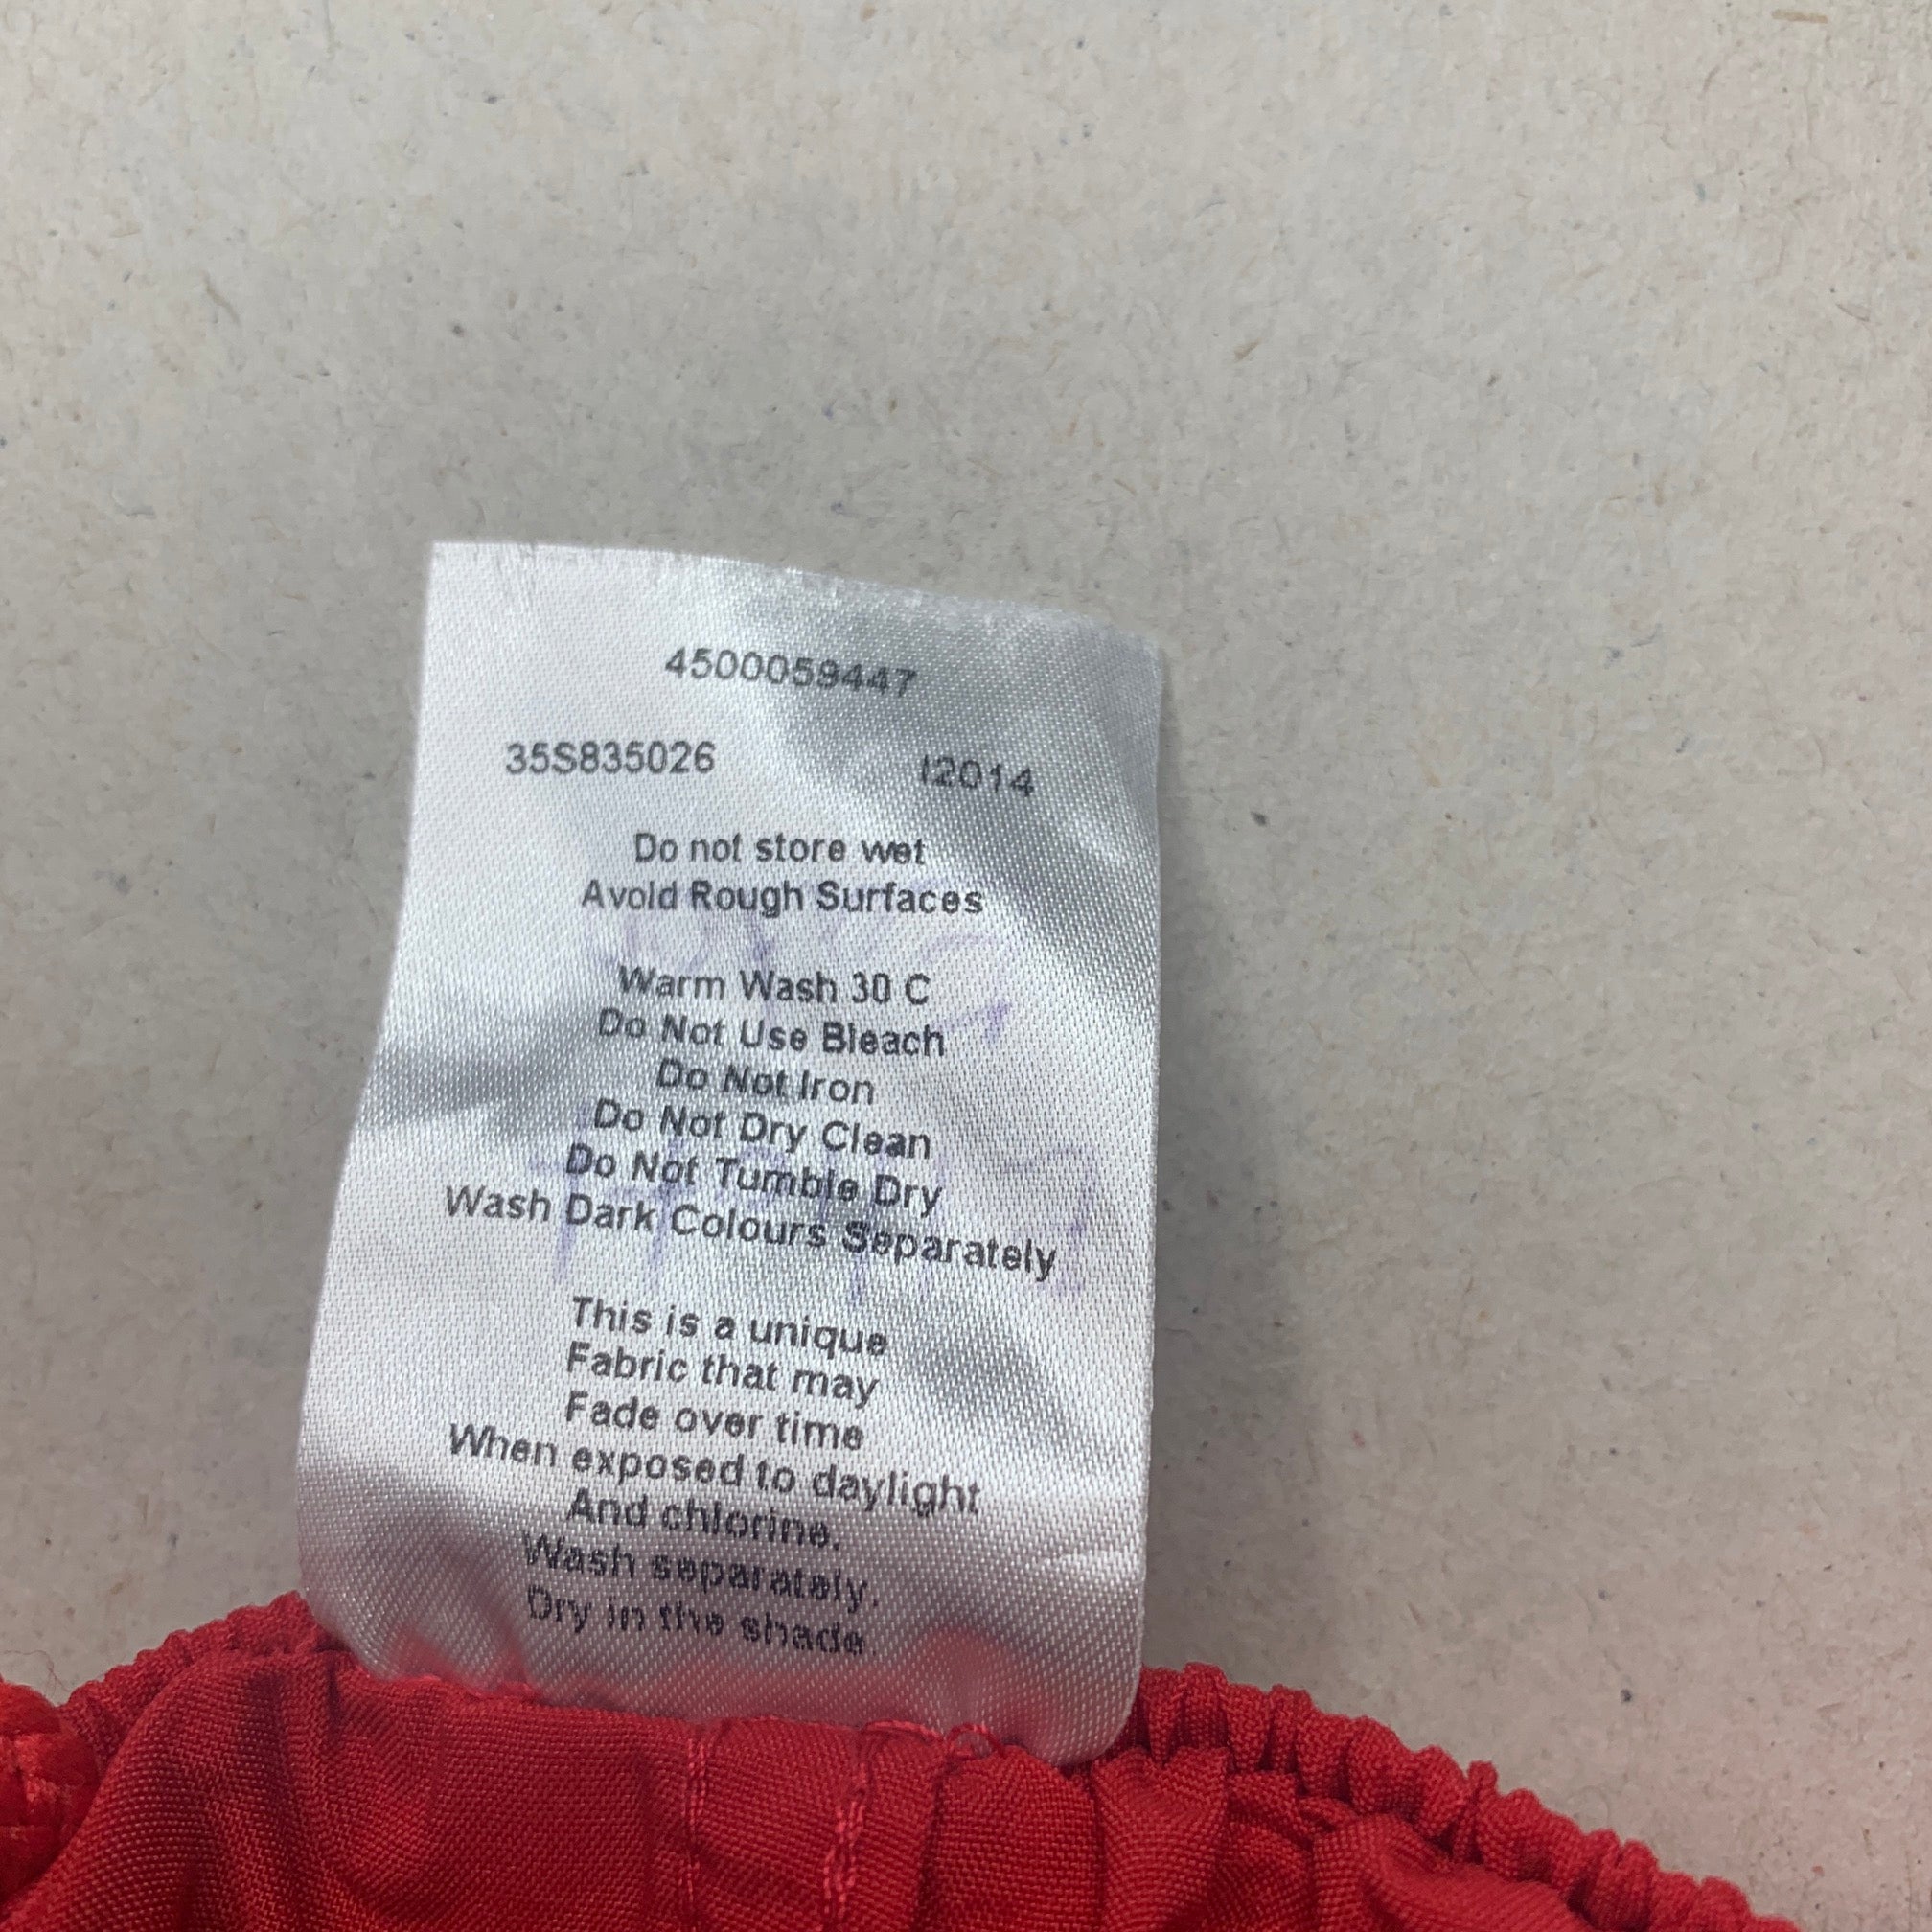 4500059447
35S835026 I2014
Do not store wet
Avoid Rough Surfaces
Warm Wash 30 C
Do Not Use Bleach
Do Not Iron
Do Not Dry Clean
Do Not Tumble Dry
Wash Dark Colours Separately
This is a unique
Fabric that may
Fade over time
When exposed to daylight
And chlorine.
Wash separately.
Dry in the shade.